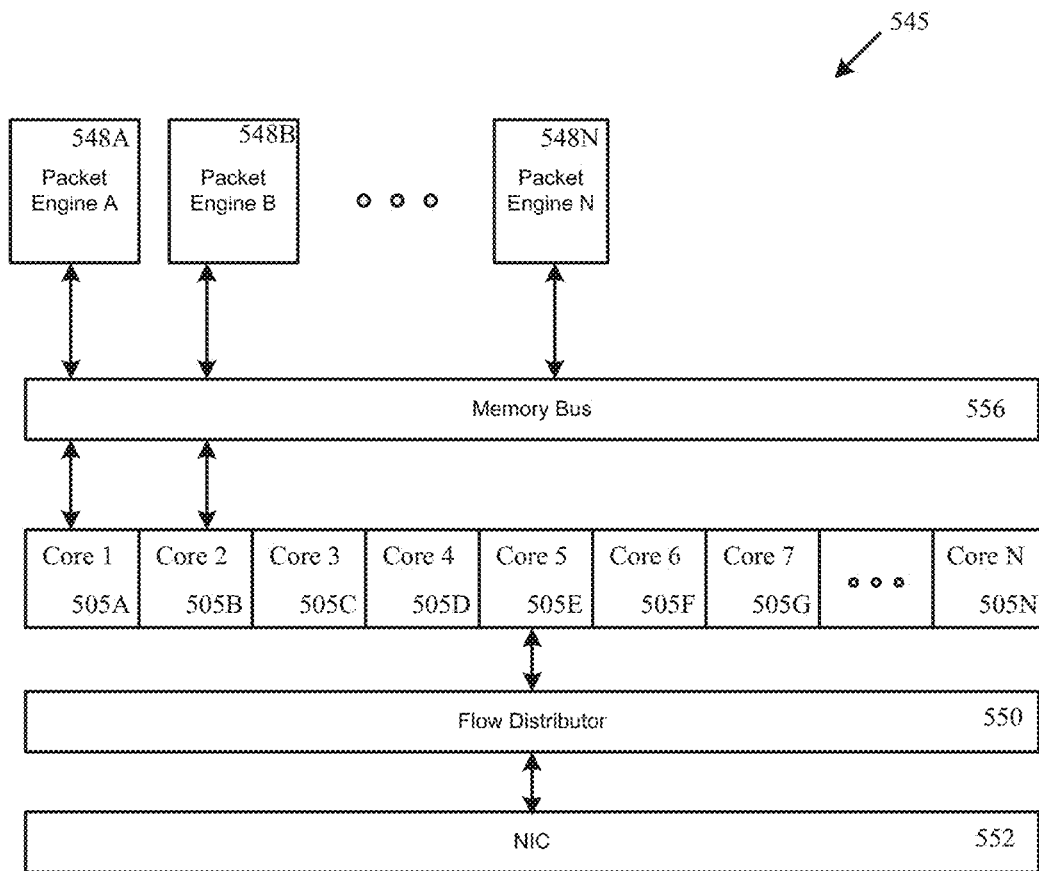 545
548A
Packet
Engine A
548B
Packet
Engine B
548N
Packet
Engine N
Memory Bus 556
Core 1 Core 2 Core 3 Core 4 Core 5 Core 6 Core 7 Core N
505A 505B 505C 505D 505E 505F 505G 505N
Flow Distributor 550
NIC 552